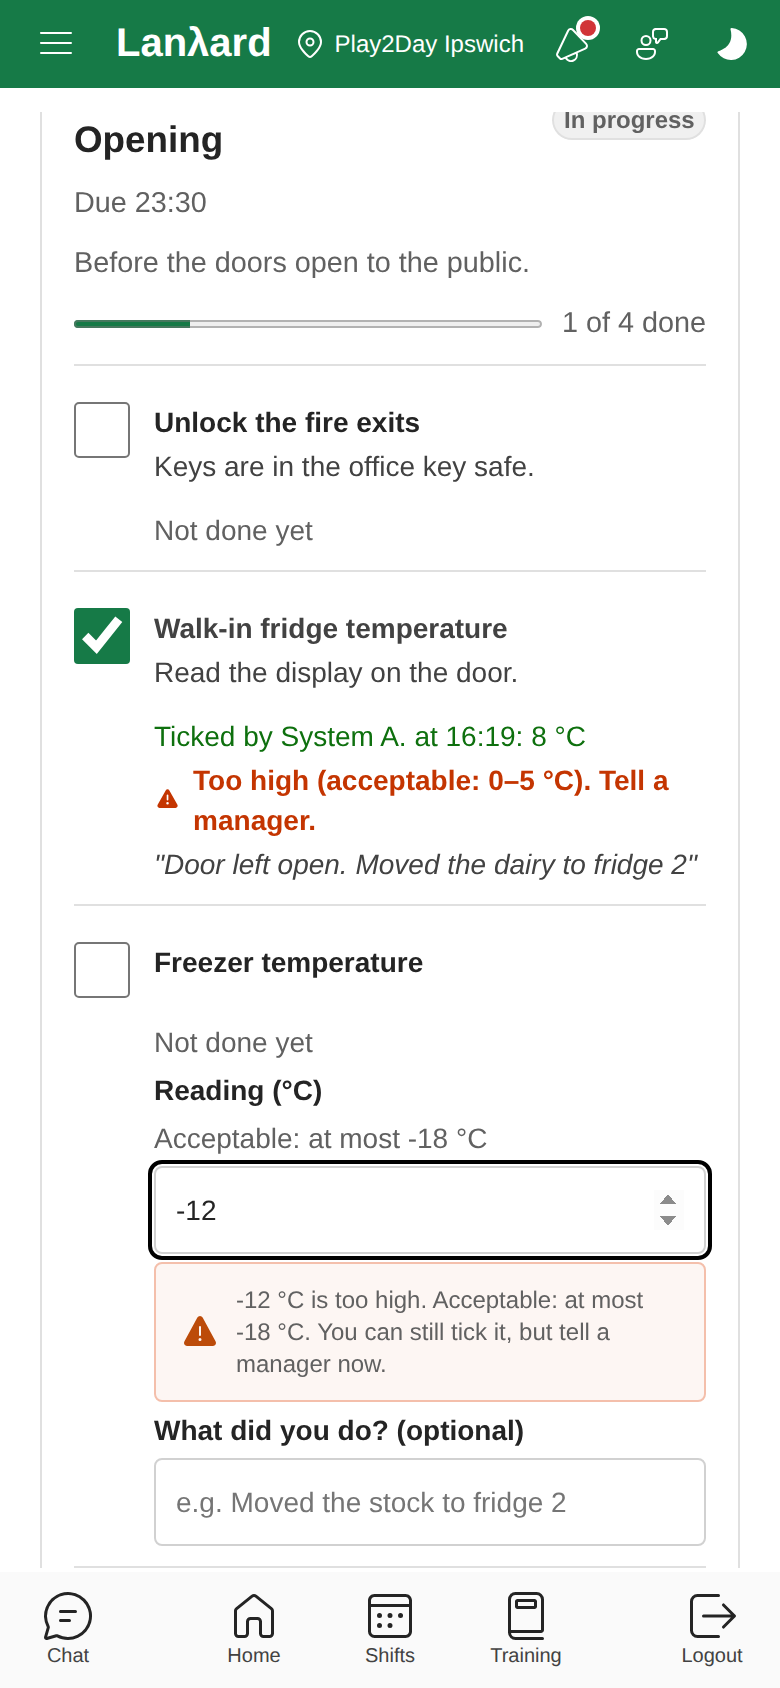 Lanλard
Play2Day Ipswich
In progress
Opening
Due 23:30
Before the doors open to the public.
1 of 4 done
Unlock the fire exits
Keys are in the office key safe.
Not done yet
Walk-in fridge temperature
Read the display on the door.
Ticked by System A. at 16:19: 8 °C
Too high (acceptable: 0–5 °C). Tell a
manager.
"Door left open. Moved the dairy to fridge 2"
Freezer temperature
Not done yet
Reading (°C)
Acceptable: at most -18 °C
-12
-12 °C is too high. Acceptable: at most
-18 °C. You can still tick it, but tell a
manager now.
What did you do? (optional)
e.g. Moved the stock to fridge 2
Chat
Home
Shifts
Training
Logout